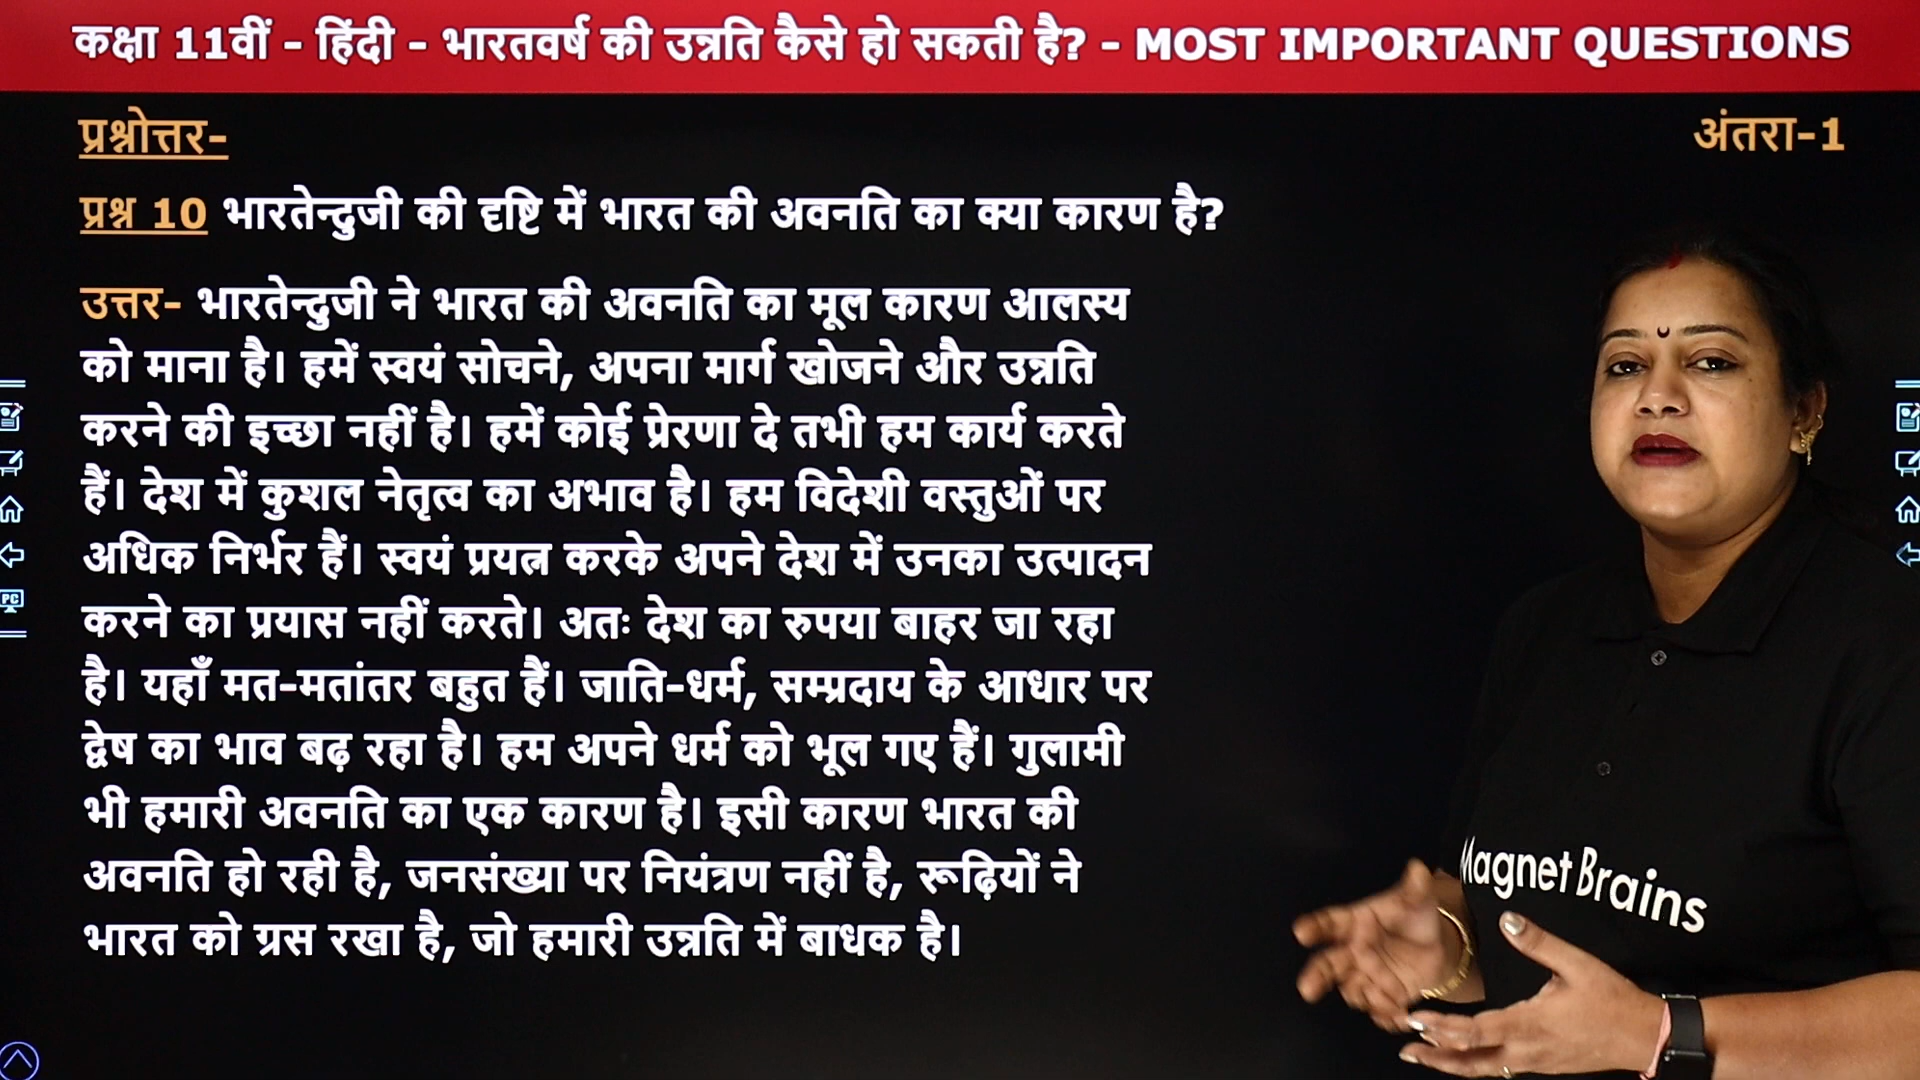 कक्षा 11वीं - हिंदी - भारतवर्ष की उन्नति कैसे हो सकती है? - MOST IMPORTANT QUESTIONS
प्रश्नोत्तर-
अंतरा-1
प्रश्न 10 भारतेन्दुजी की दृष्टि में भारत की अवनति का क्या कारण है?
उत्तर- भारतेन्दुजी ने भारत की अवनति का मूल कारण आलस्य
को माना है। हमें स्वयं सोचने, अपना मार्ग खोजने और उन्नति
करने की इच्छा नहीं है। हमें कोई प्रेरणा दे तभी हम कार्य करते
हैं। देश में कुशल नेतृत्व का अभाव है। हम विदेशी वस्तुओं पर
अधिक निर्भर हैं। स्वयं प्रयत्न करके अपने देश में उनका उत्पादन
करने का प्रयास नहीं करते। अतः देश का रुपया बाहर जा रहा
है। यहाँ मत-मतांतर बहुत हैं। जाति-धर्म, सम्प्रदाय के आधार पर
द्वेष का भाव बढ़ रहा है। हम अपने धर्म को भूल गए हैं। गुलामी
भी हमारी अवनति का एक कारण है। इसी कारण भारत की
अवनति हो रही है, जनसंख्या पर नियंत्रण नहीं है, रूढ़ियों ने
भारत को ग्रस रखा है, जो हमारी उन्नति में बाधक है।
Magnet Brains
PC